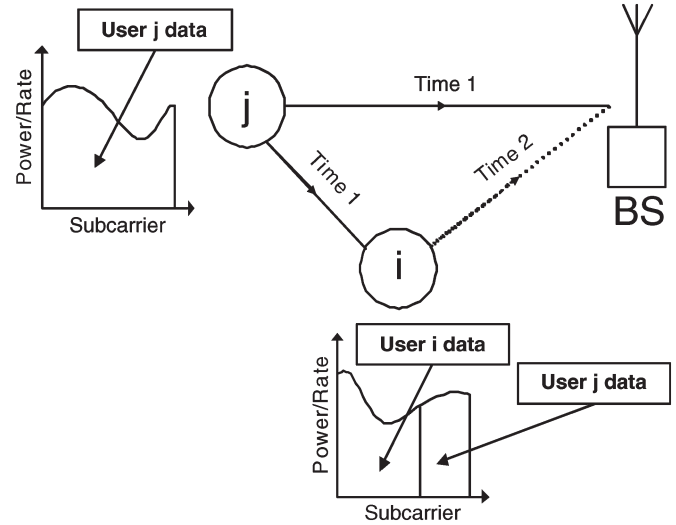 User j data
Power/Rate
Subcarrier
j
Time 1
Time 1
Time 2
BS
i
User i data
User j data
Power/Rate
Subcarrier